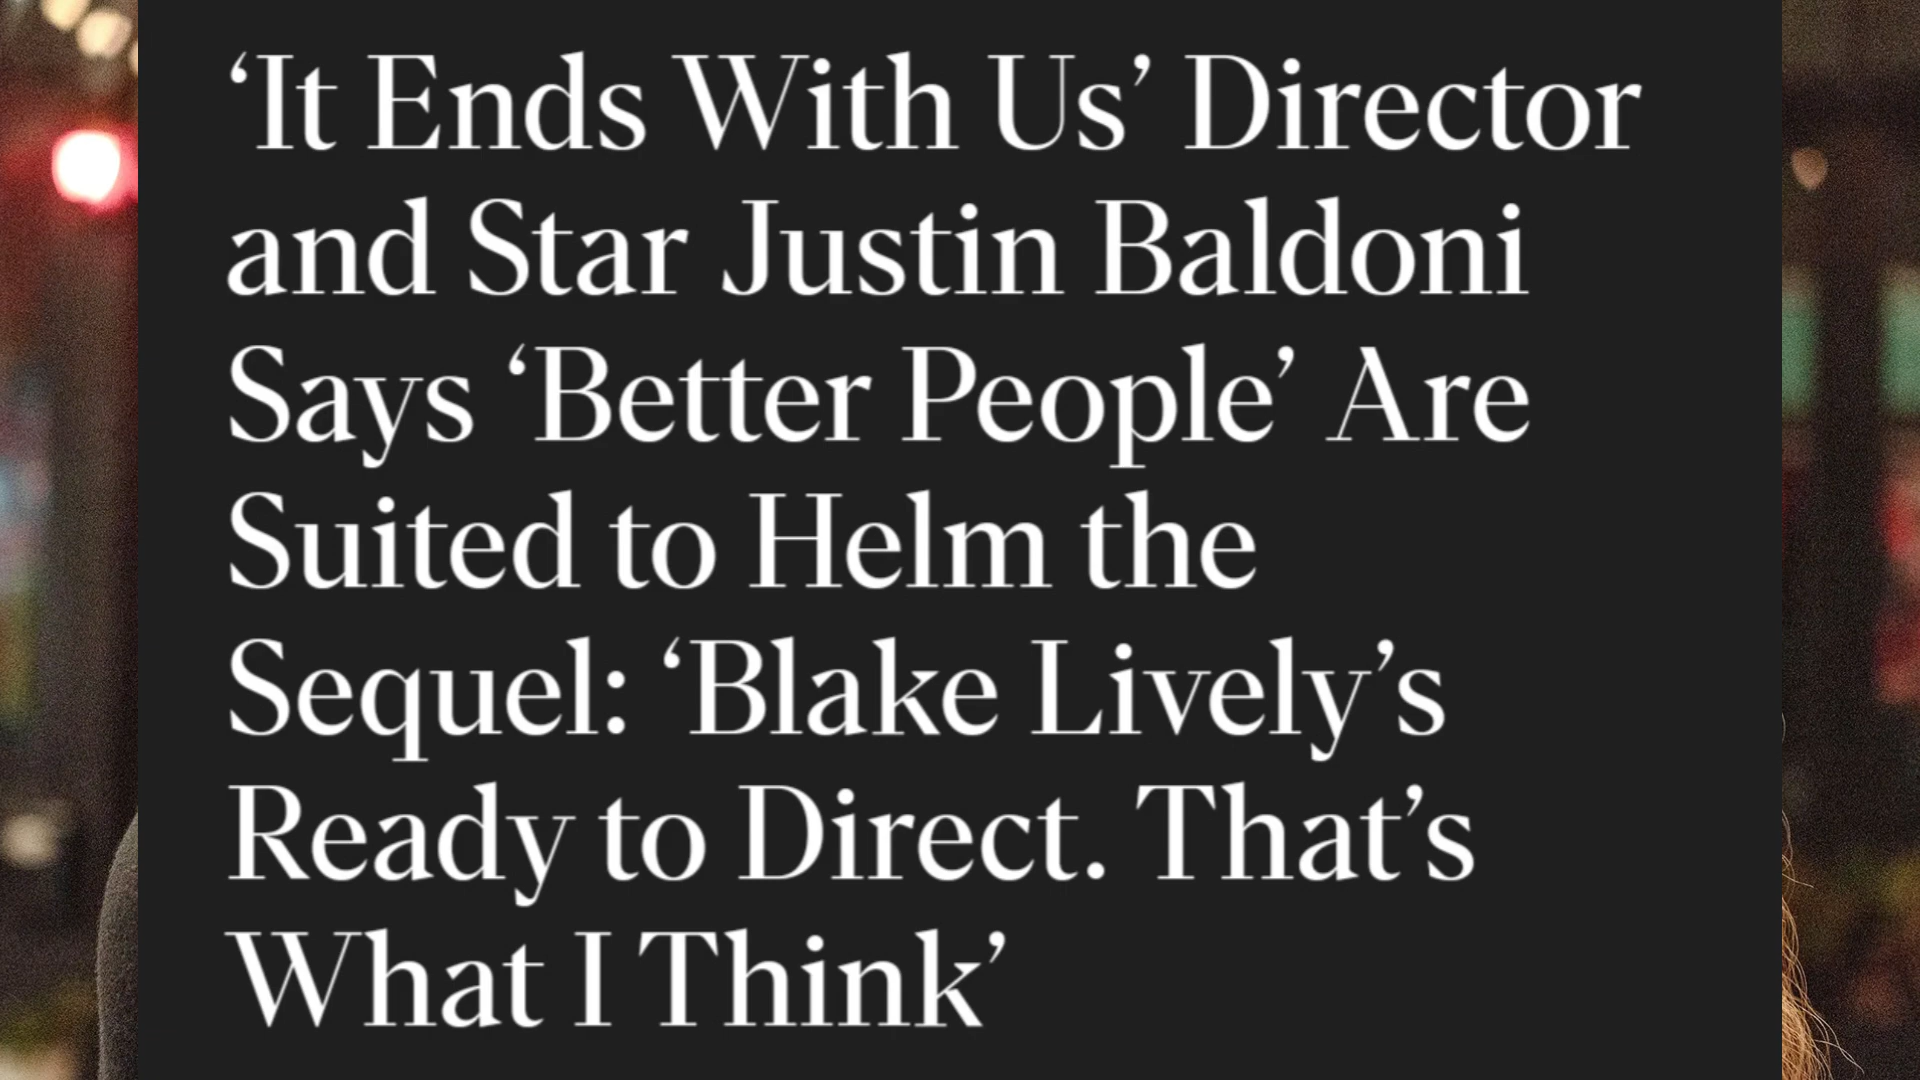 ‘It Ends With Us’ Director
and Star Justin Baldoni
Says ‘Better People’ Are
Suited to Helm the
Sequel: ‘Blake Lively’s
Ready to Direct. That’s
What I Think’